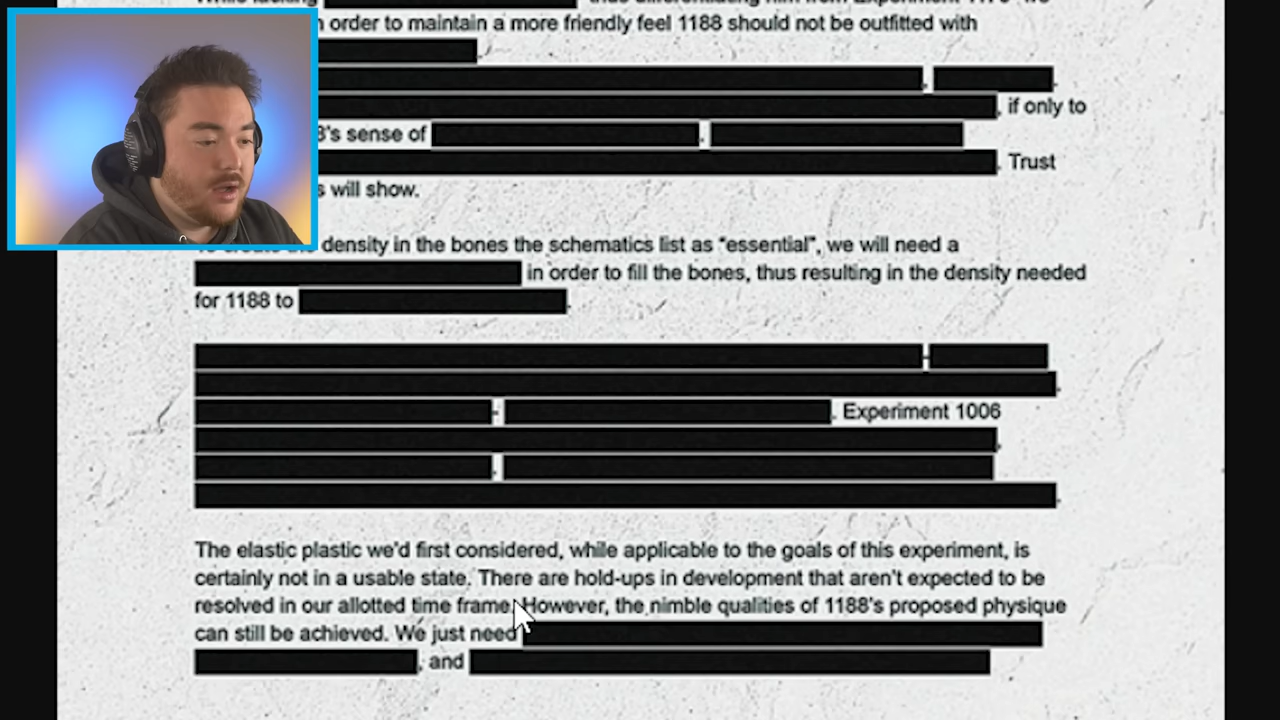 order to maintain a more friendly feel 1188 should not be outfitted with
.
, .
, if only to
's sense of .
. Trust
will show.
density in the bones the schematics list as “essential”, we will need a
in order to fill the bones, thus resulting in the density needed
for 1188 to .
-
.
- . Experiment 1006
,
.
.
The elastic plastic we'd first considered, while applicable to the goals of this experiment, is
certainly not in a usable state. There are hold-ups in development that aren't expected to be
resolved in our allotted time frame. However, the nimble qualities of 1188's proposed physique
can still be achieved. We just need
, and